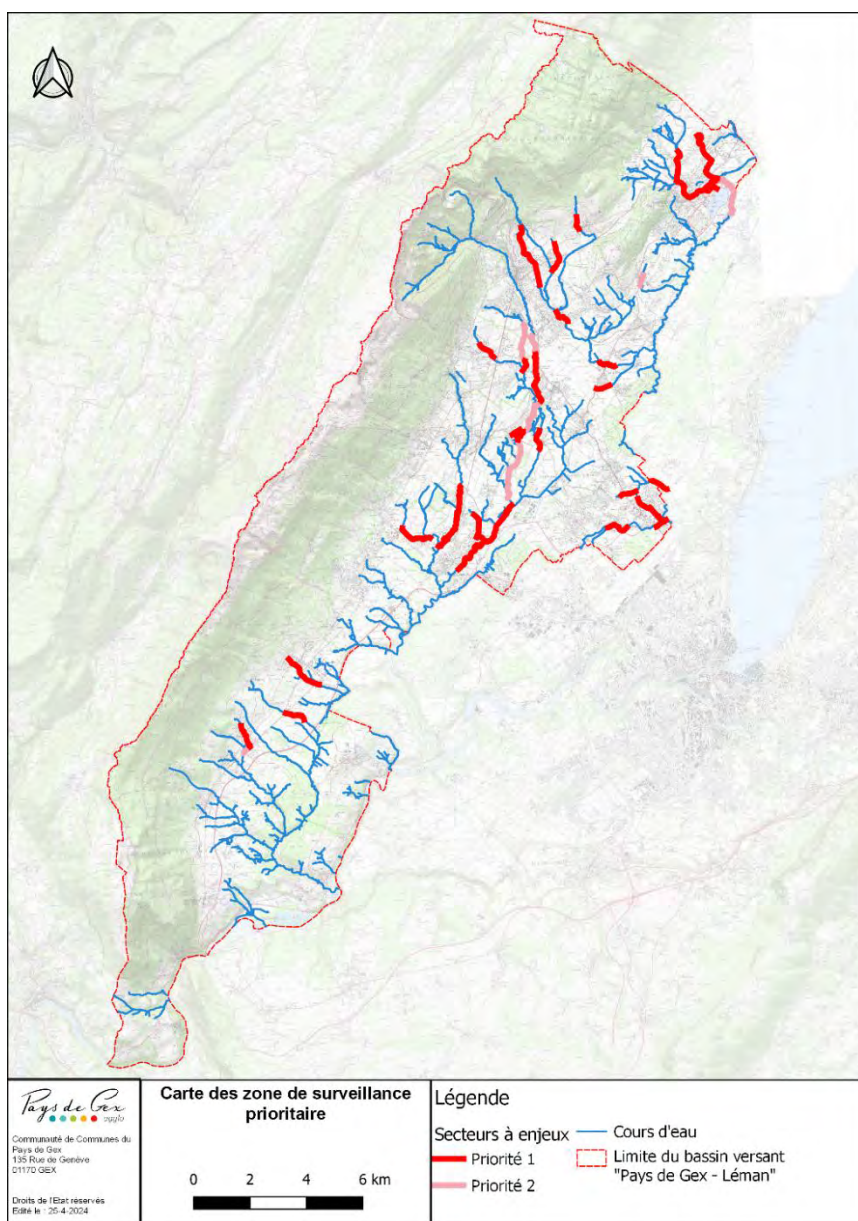 Pays de Gex
agglo
Communauté de Communes du
Pays de Gex
135 Rue de Genève
01170 GEX
Droits de l'Etat réservés
Edité le : 25-4-2024
Carte des zone de surveillance
prioritaire
0 2 4 6 km
Légende
Secteurs à enjeux
Priorité 1
Priorité 2
Cours d'eau
Limite du bassin versant
"Pays de Gex - Léman"